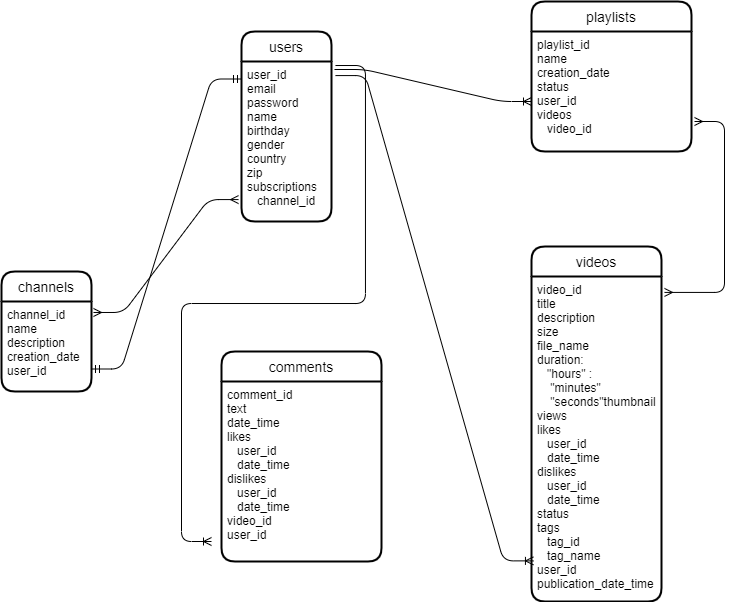 playlists
playlist_id
name
creation_date
status
user_id
videos
video_id
users
user_id
email
password
name
birthday
gender
country
zip
subscriptions
channel_id
channels
channel_id
name
description
creation_date
user_id
comments
comment_id
text
date_time
likes
user_id
date_time
dislikes
user_id
date_time
video_id
user_id
videos
video_id
title
description
size
file_name
duration:
"hours" :
"minutes"
"seconds"thumbnail
views
likes
user_id
date_time
dislikes
user_id
date_time
status
tags
tag_id
tag_name
user_id
publication_date_time